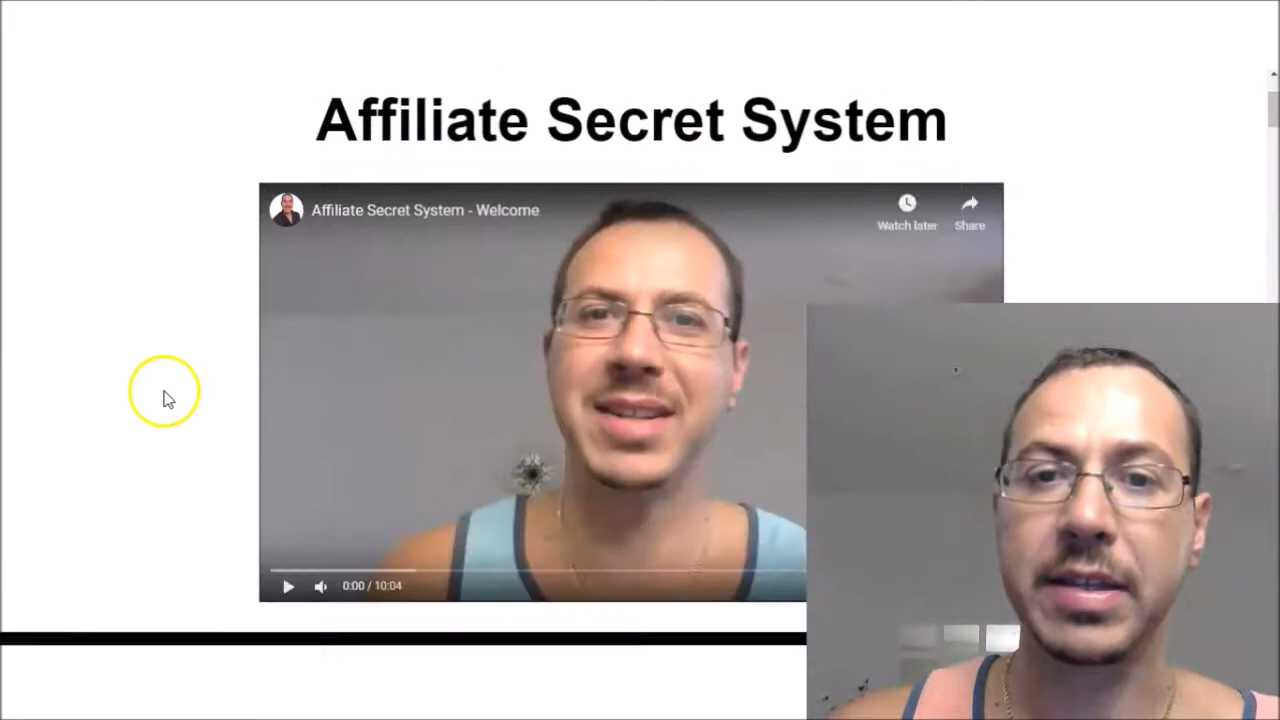 Affiliate Secret System
Affiliate Secret System - Welcome
Watch later
Share
0:00 / 10:04